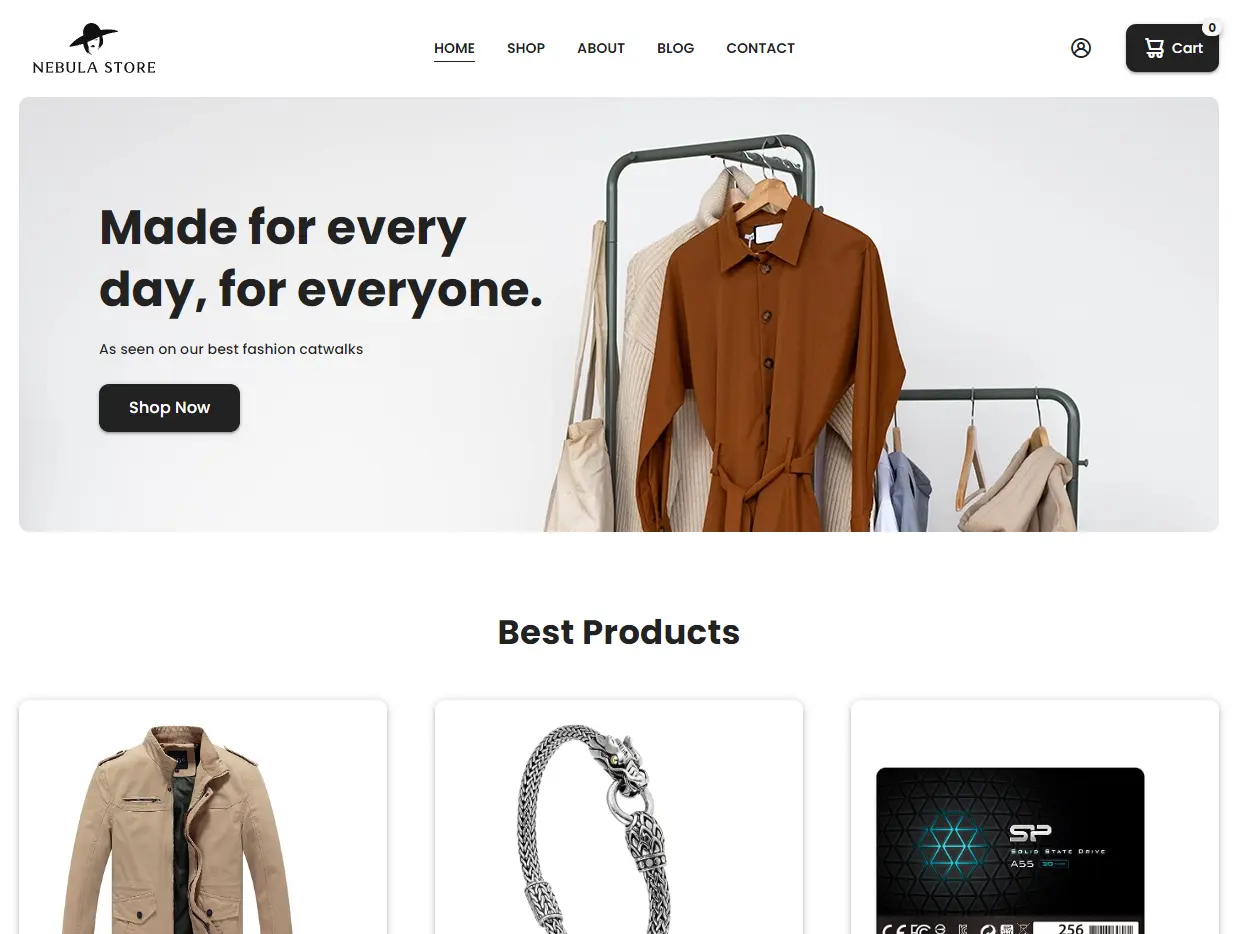 NEBULA STORE
HOME
SHOP
ABOUT
BLOG
CONTACT
0
Cart
Made for every
day, for everyone.
As seen on our best fashion catwalks
Shop Now
Best Products
SP
Solid State Drive
A55
256